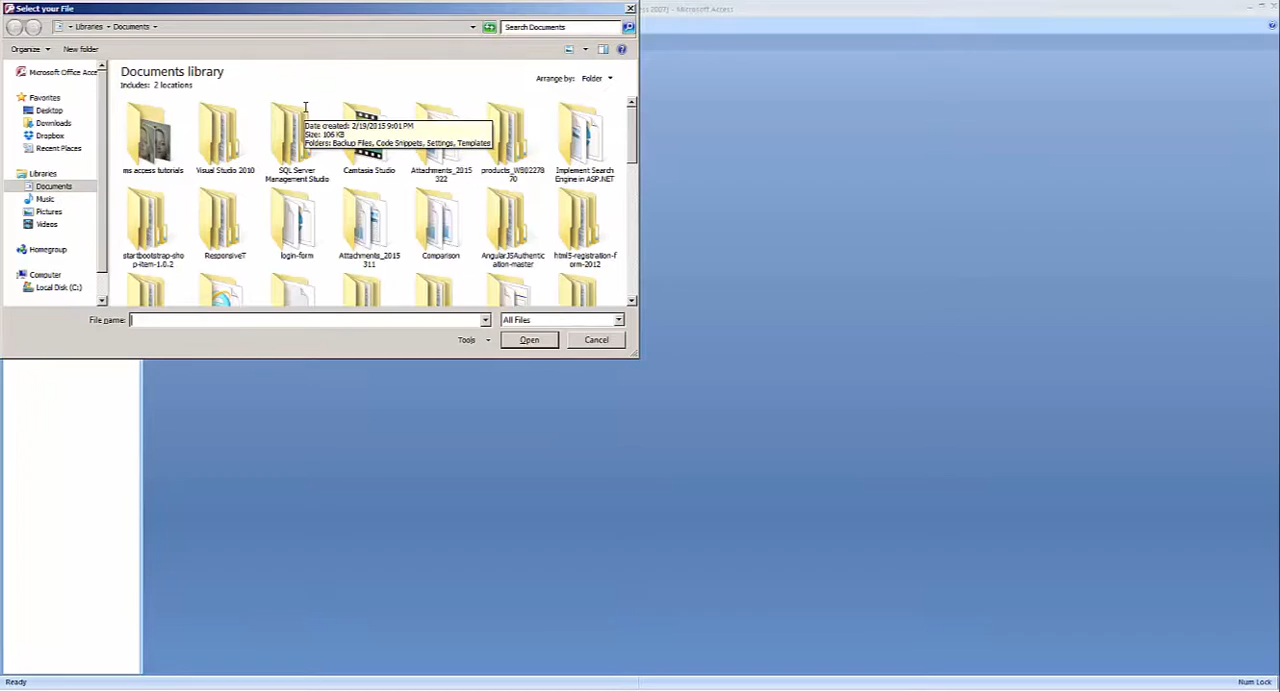 Select your File
ss 2007) - Microsoft Access
Libraries Documents
Search Documents
Organize New folder
Microsoft Office Acce
Documents library
Includes: 2 locations
Arrange by: Folder
Favorites
Desktop
Downloads
Dropbox
Recent Places
Libraries
Documents
Music
Pictures
Videos
Homegroup
Computer
Local Disk (C:)
Date created: 2/19/2015 9:01 PM
Size: 106 KB
Folders: Backup Files, Code Snippets, Settings, Templates
ms access tutorials
Visual Studio 2010
SQL Server
Management Studio
Camtasia Studio
Attachments_2015
322
products_WB02278
70
Implement Search
Engine in ASP.NET
startbootstrap-sho
p-item-1.0.2
ResponsiveT
login-form
Attachments_2015
311
Comparison
AngularJSAuthentic
ation-master
html5-registration-f
orm-2012
File name:
All Files
Tools
Open
Cancel
Ready
Num Lock